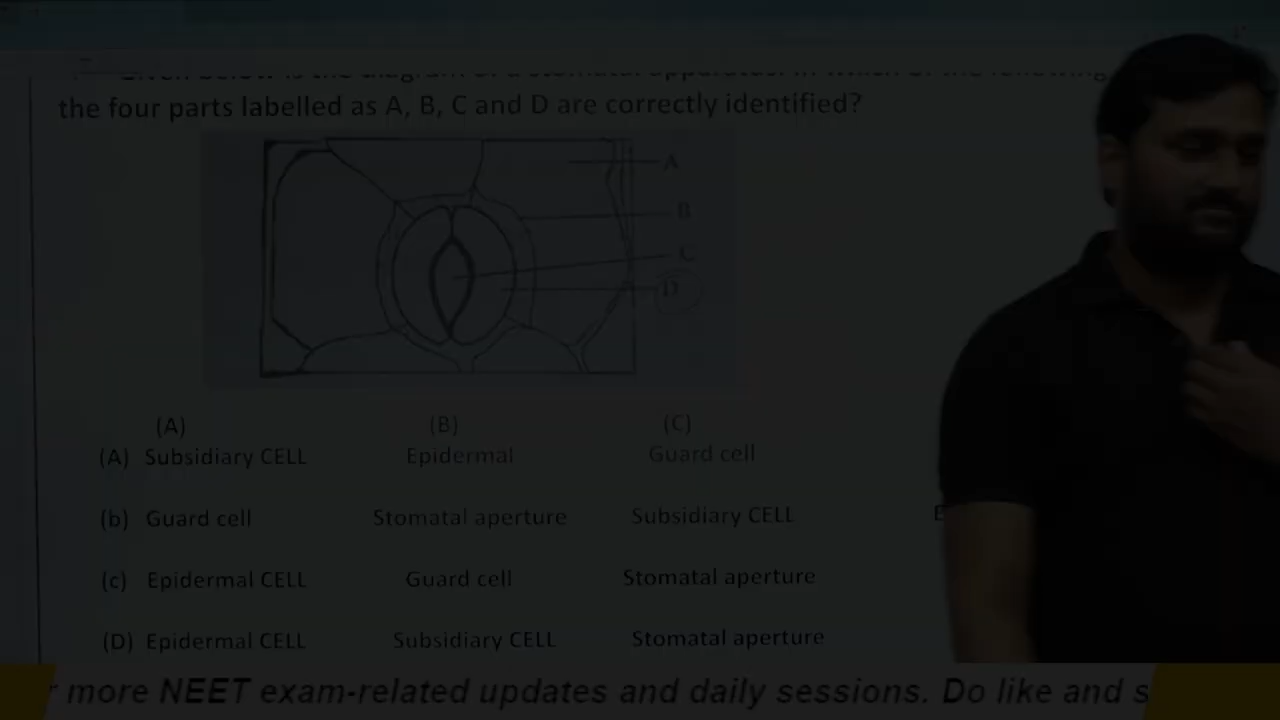 the four parts labelled as A, B, C and D are correctly identified?
A
B
C
D
(A) (B) (C)
(A) Subsidiary CELL Epidermal Guard cell
(b) Guard cell Stomatal aperture Subsidiary CELL E
(c) Epidermal CELL Guard cell Stomatal aperture
(D) Epidermal CELL Subsidiary CELL Stomatal aperture
more NEET exam-related updates and daily sessions. Do like and s